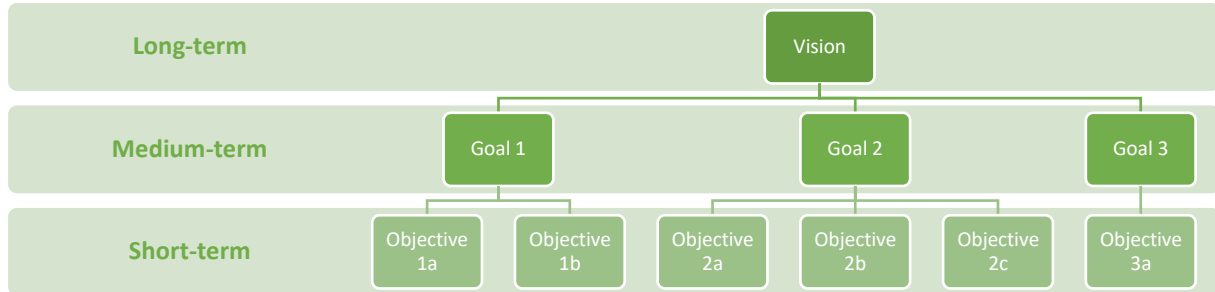 Long-term
Vision
Medium-term
Goal 1
Goal 2
Goal 3
Short-term
Objective
1a
Objective
1b
Objective
2a
Objective
2b
Objective
2c
Objective
3a